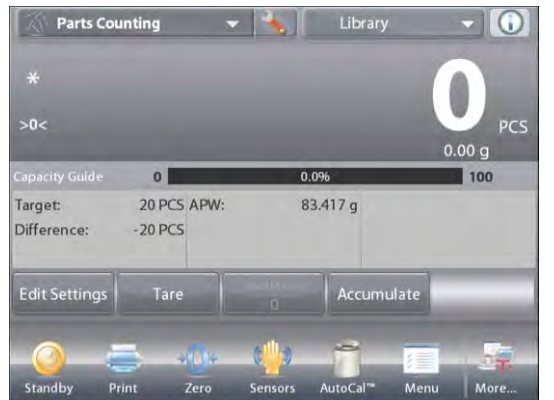 Parts Counting Library
*
0
>0<
PCS
0.00 g
Capacity Guide 0 0.0% 100
Target: 20 PCS APW: 83.417 g
Difference: -20 PCS
Edit Settings Tare 0 Accumulate
Standby Print Zero Sensors AutoCal™ Menu More...